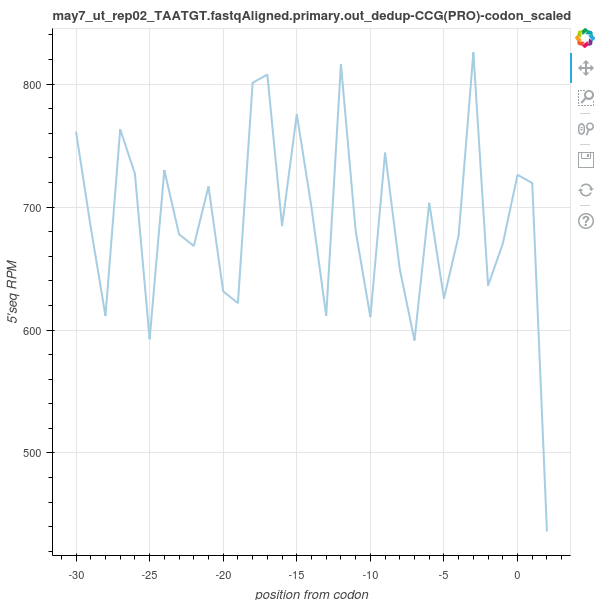 may7_ut_rep02_TAATGT.fastqAligned.primary.out_dedup-CCG(PRO)-codon_scaled
800
700
600
500
5'seq RPM
-30 -25 -20 -15 -10 -5 0
position from codon